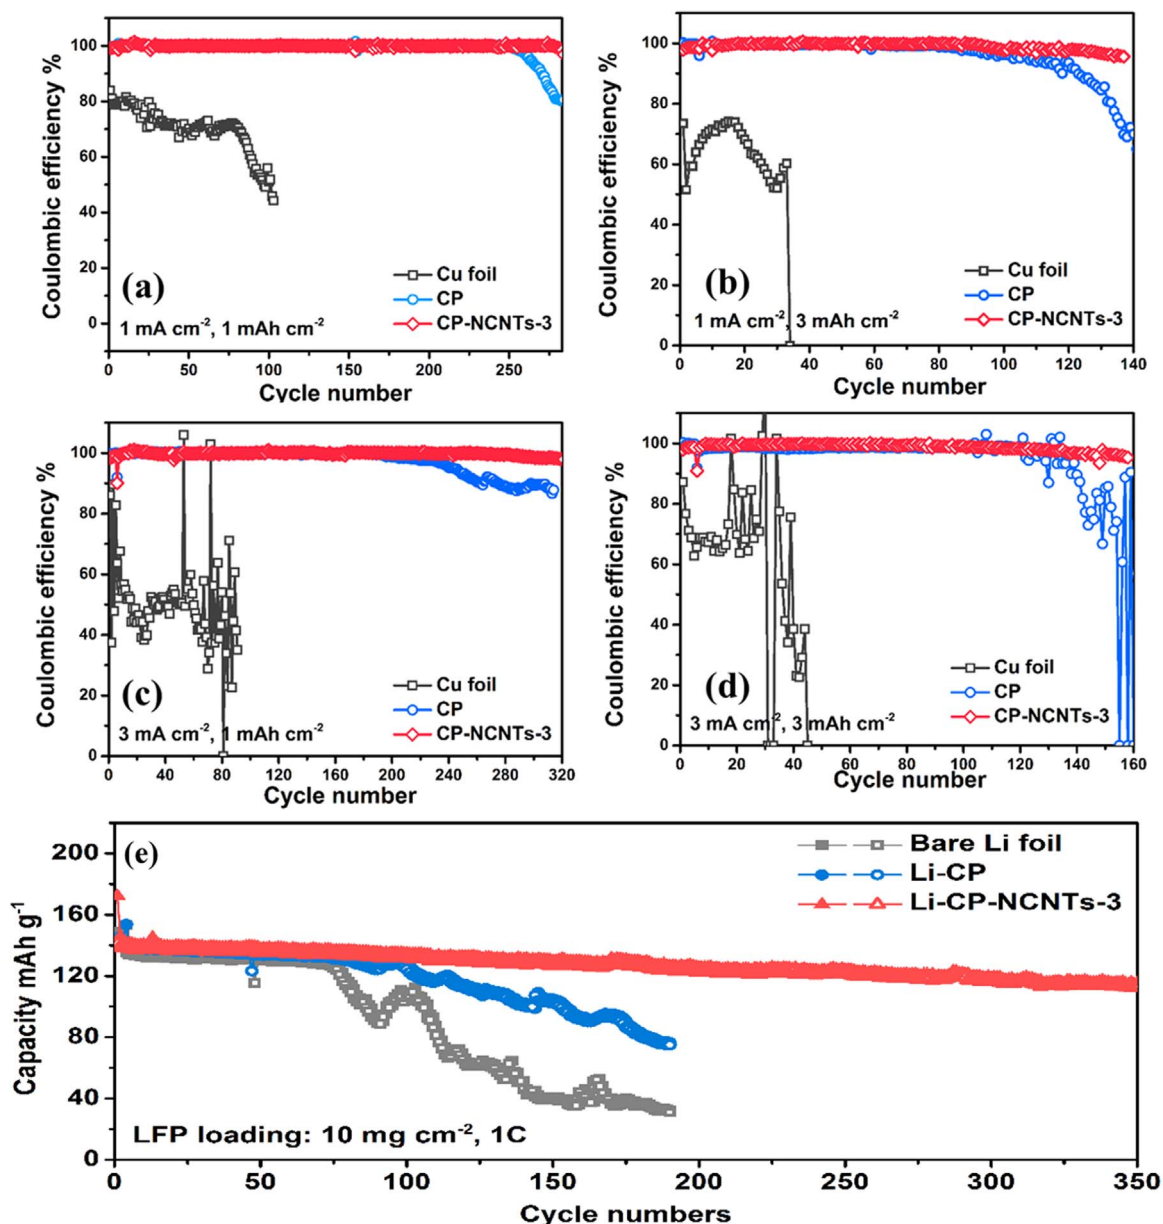 Coulombic efficiency %
100
80
60
40
20
0
(a)
Cu foil
CP
CP-NCNTs-3
1 mA cm⁻², 1 mAh cm⁻²
0 50 100 150 200 250
Cycle number
Coulombic efficiency %
100
80
60
40
20
0
(b)
Cu foil
CP
CP-NCNTs-3
1 mA cm⁻², 3 mAh cm⁻²
0 20 40 60 80 100 120 140
Cycle number
Coulombic efficiency %
100
80
60
40
20
0
(c)
Cu foil
CP
CP-NCNTs-3
3 mA cm⁻², 1 mAh cm⁻²
0 40 80 120 160 200 240 280 320
Cycle number
Coulombic efficiency %
100
80
60
40
20
0
(d)
Cu foil
CP
CP-NCNTs-3
3 mA cm⁻², 3 mAh cm⁻²
0 20 40 60 80 100 120 140 160
Cycle number
Capacity mAh g⁻¹
200
160
120
80
40
0
(e)
Bare Li foil
Li-CP
Li-CP-NCNTs-3
LFP loading: 10 mg cm⁻², 1C
0 50 100 150 200 250 300 350
Cycle numbers